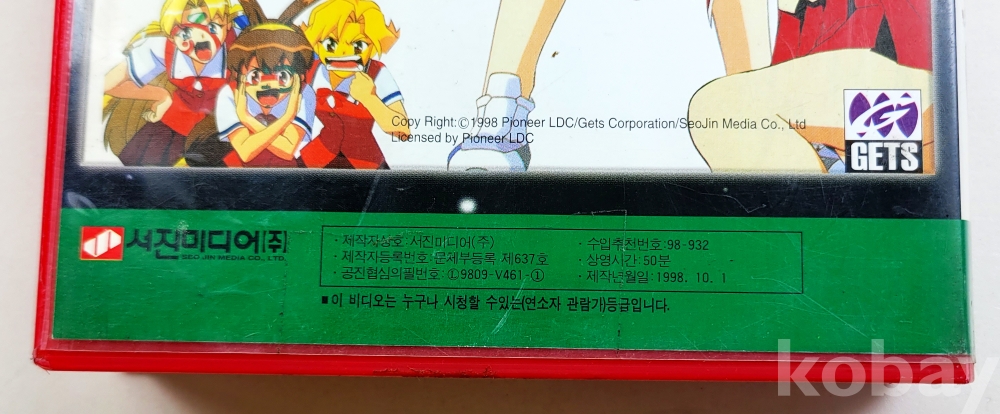 Copy Right:ⓒ1998 Pioneer LDC/Gets Corporation/SeoJin Media Co., Ltd
Licensed by Pioneer LDC
GETS
서진미디어(주)
SEO JIN MEDIA CO., LTD.
· 제작자상호: 서진미디어(주)
· 제작자등록번호: 문제부등록 제637호
· 공진협심의필번호: ①9809-V461-①
· 수입추천번호: 98-932
· 상영시간: 50분
· 제작년월일: 1998. 10. 1
■ 이 비디오는 누구나 시청할 수있는(연소자 관람가)등급입니다.
kobay